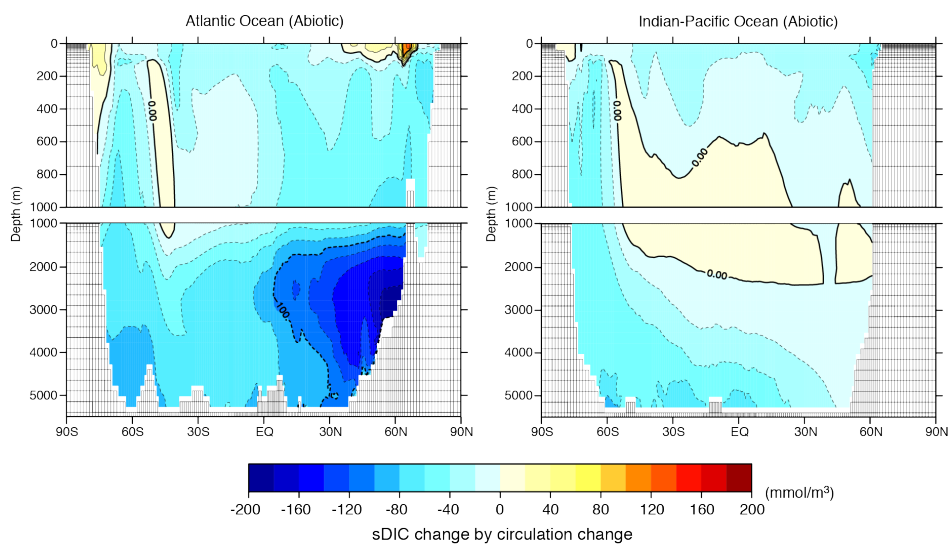 Atlantic Ocean (Abiotic) Indian-Pacific Ocean (Abiotic)
0 0
200 200
400 400
600 600
800 800
1000 1000
0.00 0.00 0.00
Depth (m) Depth (m)
1000 1000
2000 2000
3000 3000
4000 4000
5000 5000
-100 0.00
90S 60S 30S EQ 30N 60N 90N 90S 60S 30S EQ 30N 60N 90N
-200 -160 -120 -80 -40 0 40 80 120 160 200 (mmol/m³)
sDIC change by circulation change